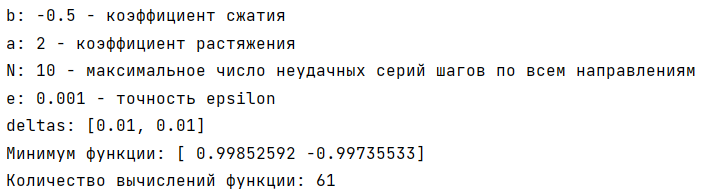 b: -0.5 - коэффициент сжатия
a: 2 - коэффициент растяжения
N: 10 - максимальное число неудачных серий шагов по всем направлениям
e: 0.001 - точность epsilon
deltas: [0.01, 0.01]
Минимум функции: [ 0.99852592 -0.99735533]
Количество вычислений функции: 61